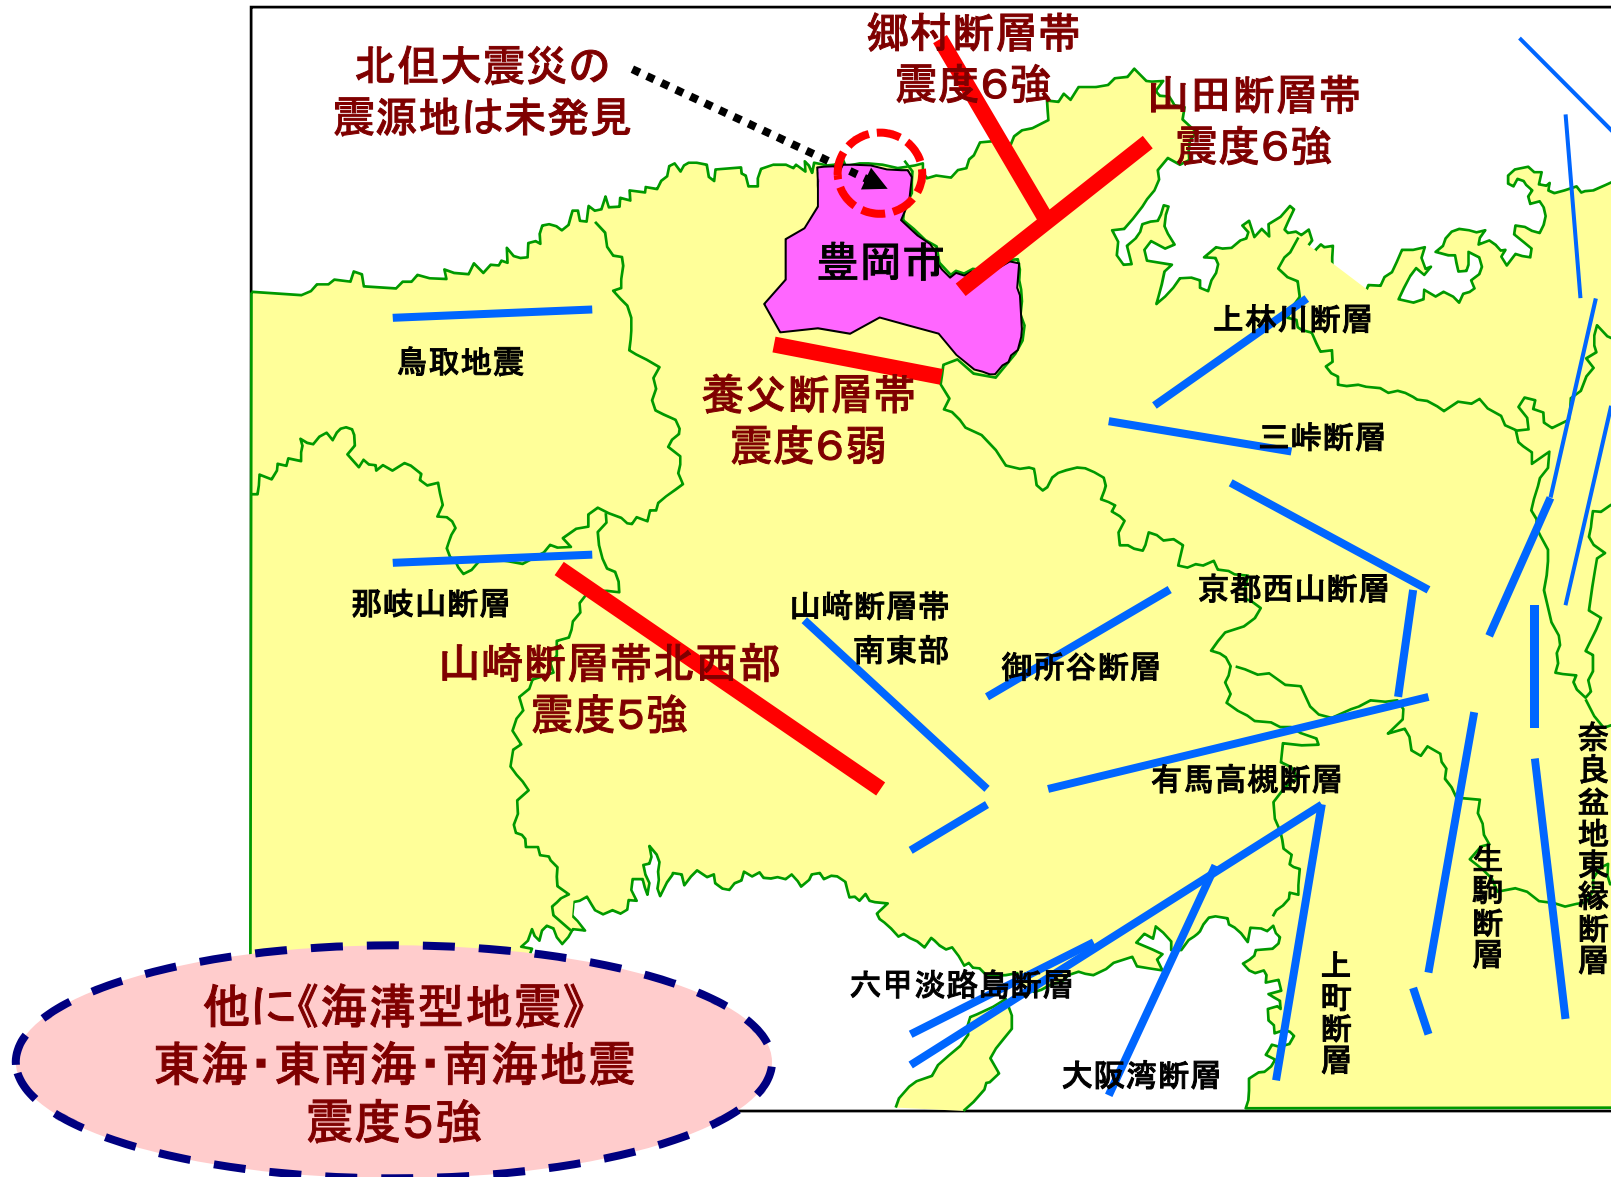 北但大震災の
震源地は未発見
郷村断層帯
震度6強
山田断層帯
震度6強
豊岡市
鳥取地震
養父断層帯
震度6弱
上林川断層
三峠断層
那岐山断層
山﨑断層帯
南東部
京都西山断層
御所谷断層
山崎断層帯北西部
震度5強
有馬高槻断層
奈良盆地東縁断層
生駒断層
上町断層
六甲淡路島断層
大阪湾断層
他に《海溝型地震》
東海・東南海・南海地震
震度5強